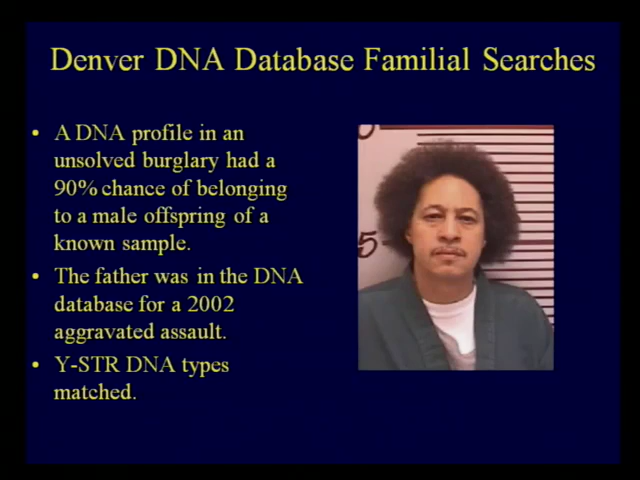 Denver DNA Database Familial Searches
• A DNA profile in an
unsolved burglary had a
90% chance of belonging
to a male offspring of a
known sample.
• The father was in the DNA
database for a 2002
aggravated assault.
• Y-STR DNA types
matched.
5